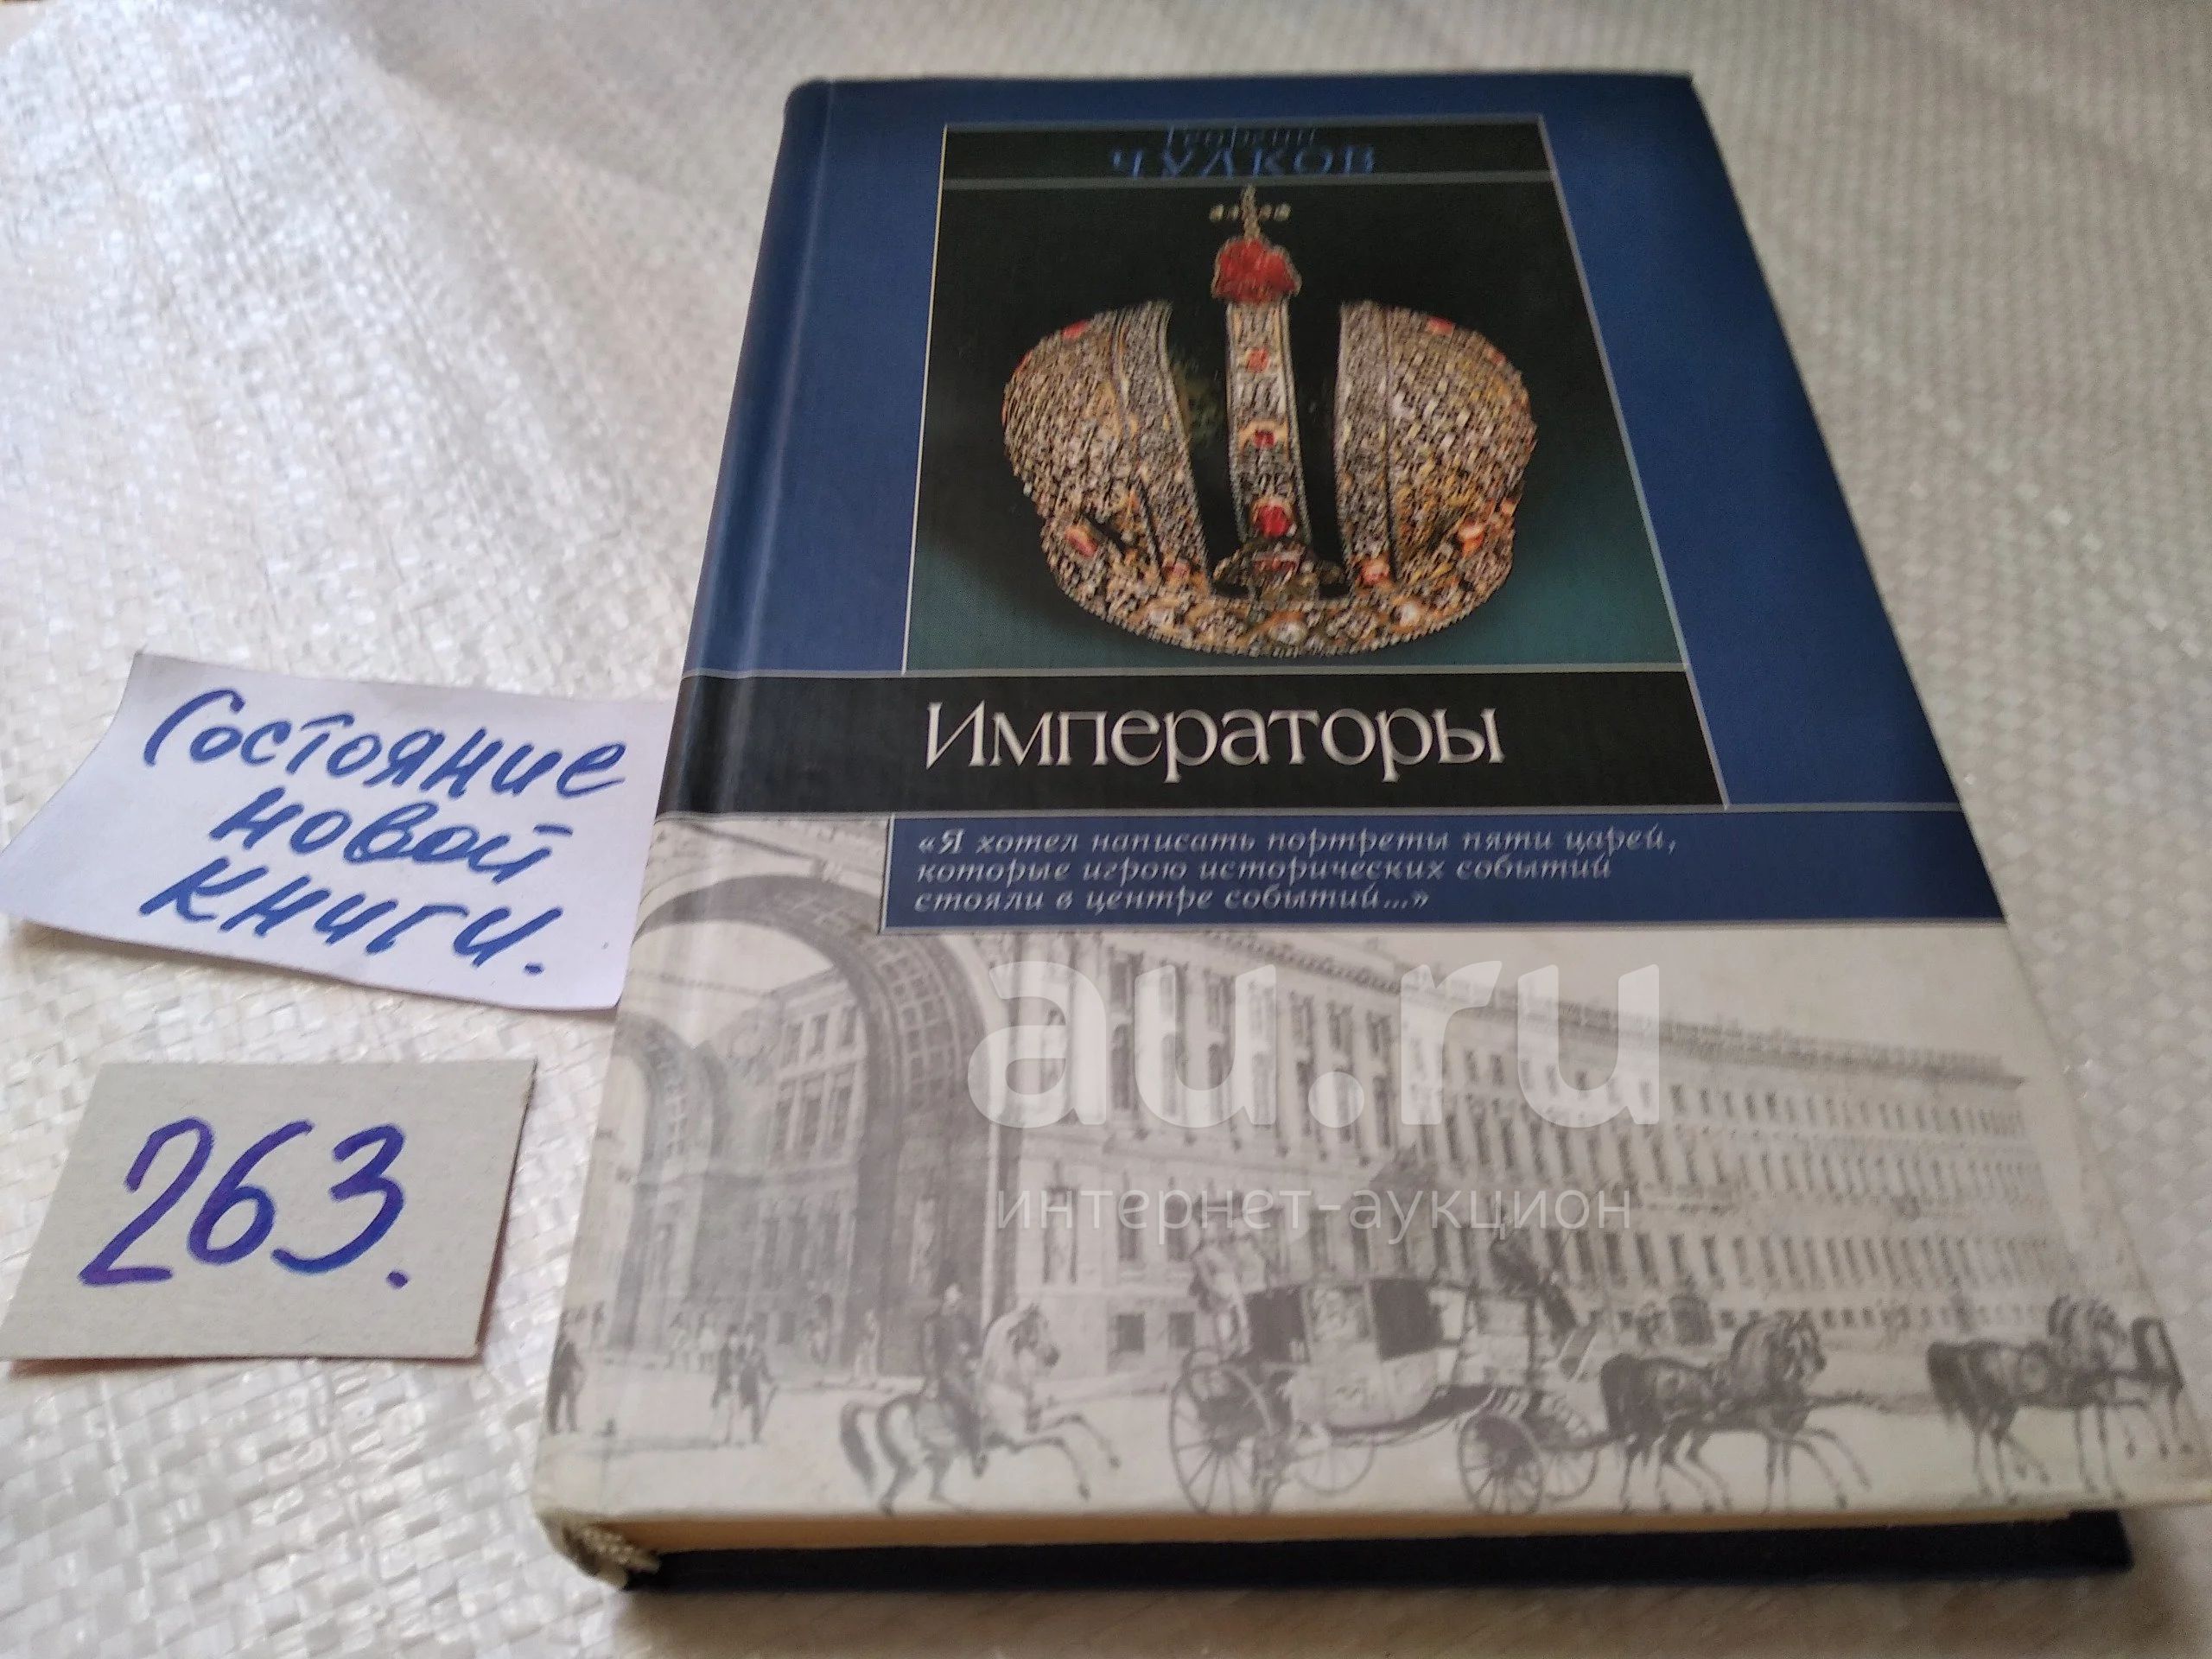 Георгий
ЧУЛКОВ
Императоры
«Я хотел написать портреты пяти царей,
которые игрою исторических событий
стояли в центре событий...»
Состояние
новой
книги.
263.
au.ru
интернет-аукцион